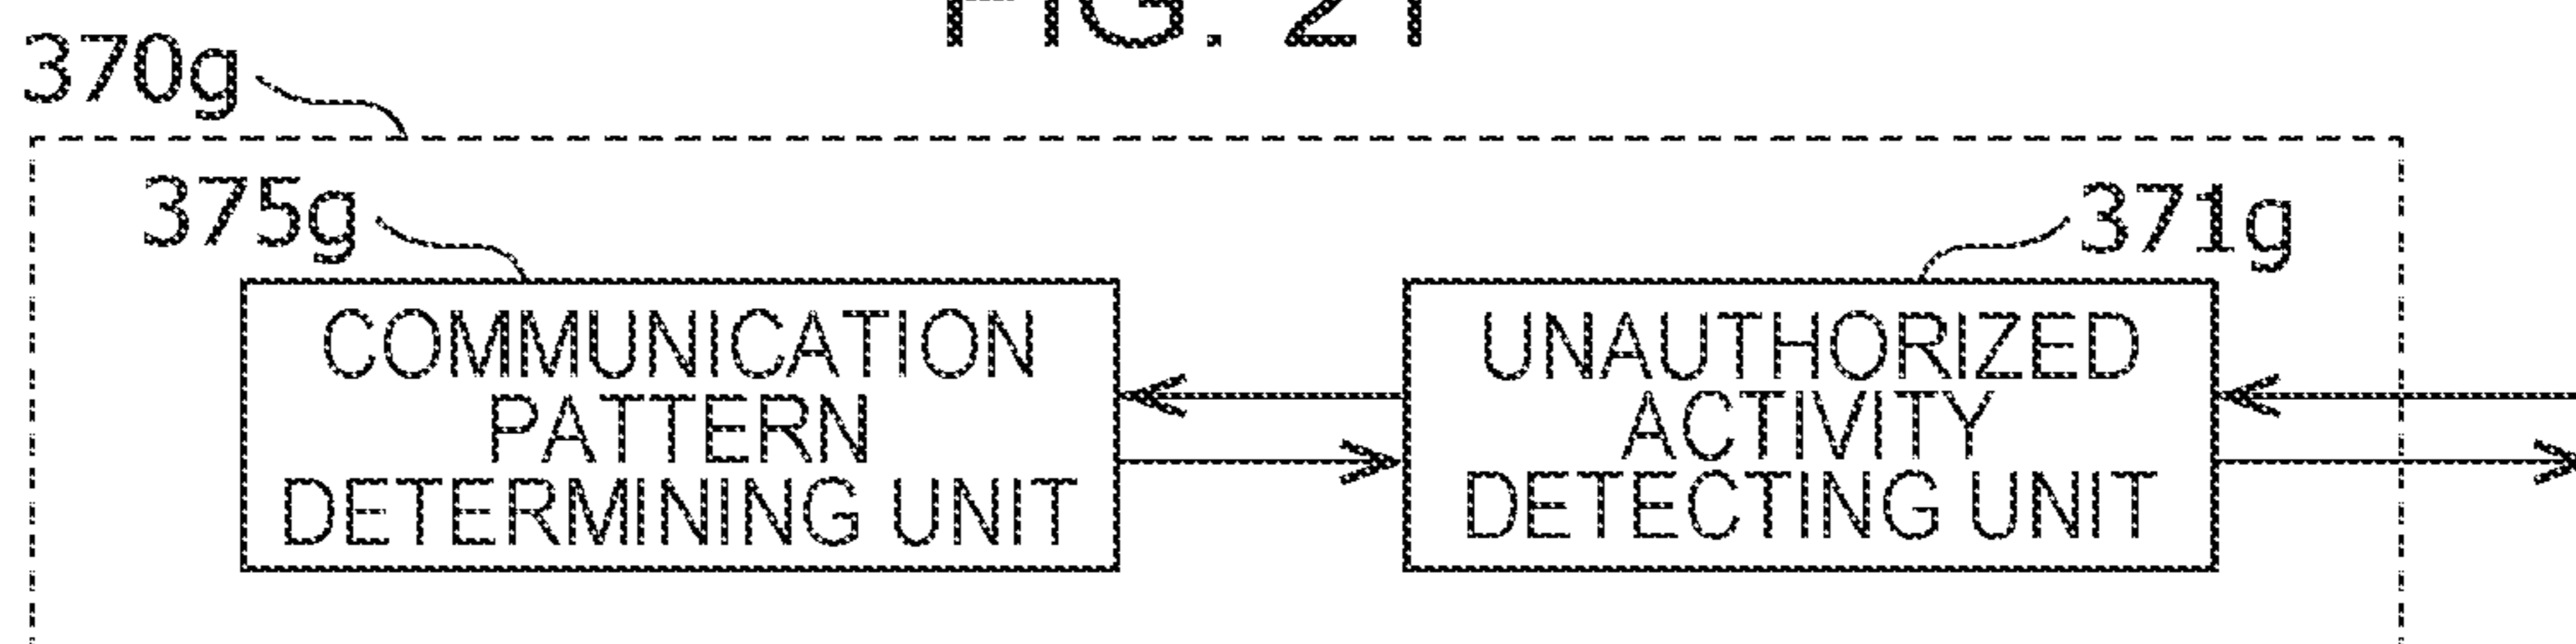 FIG. 21
370g
375g
371g
COMMUNICATION
PATTERN
DETERMINING UNIT
UNAUTHORIZED
ACTIVITY
DETECTING UNIT